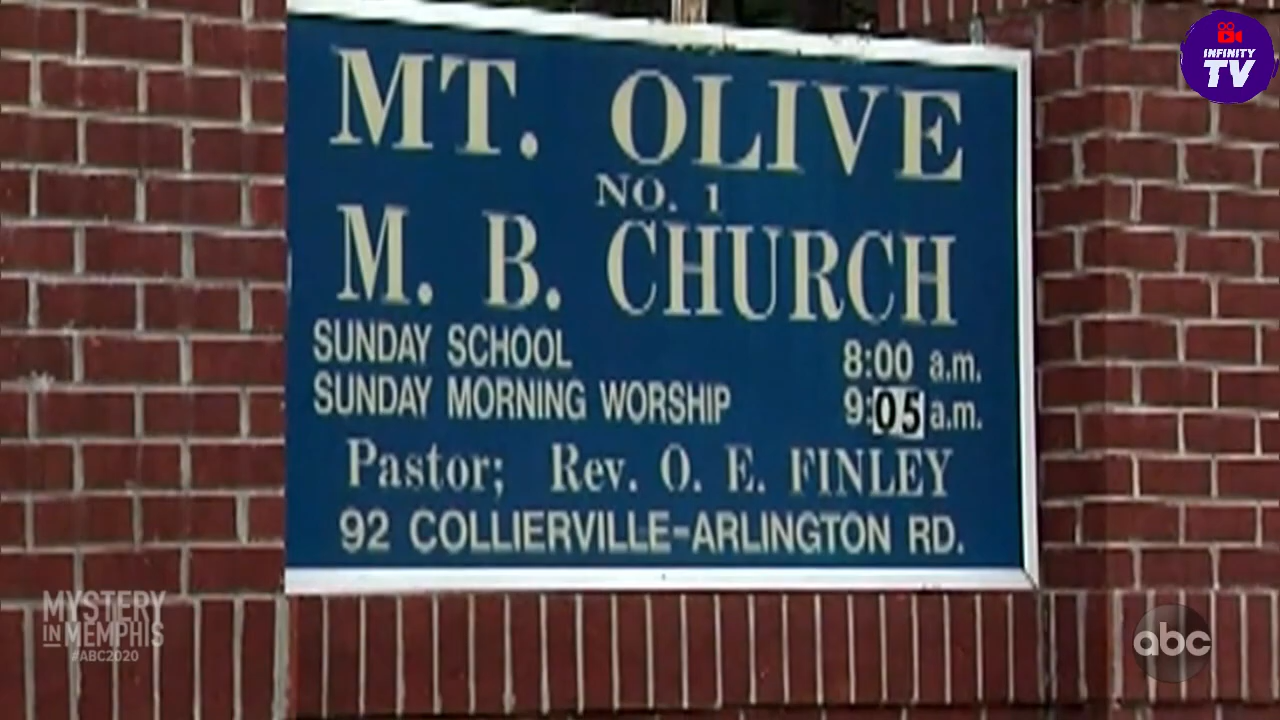 INFINITY
TV
MT. OLIVE
NO. 1
M. B. CHURCH
SUNDAY SCHOOL 8:00 a.m.
SUNDAY MORNING WORSHIP 9:05 a.m.
Pastor; Rev. O. E. FINLEY
92 COLLIERVILLE-ARLINGTON RD.
MYSTERY
IN MEMPHIS
#ABC2020
abc